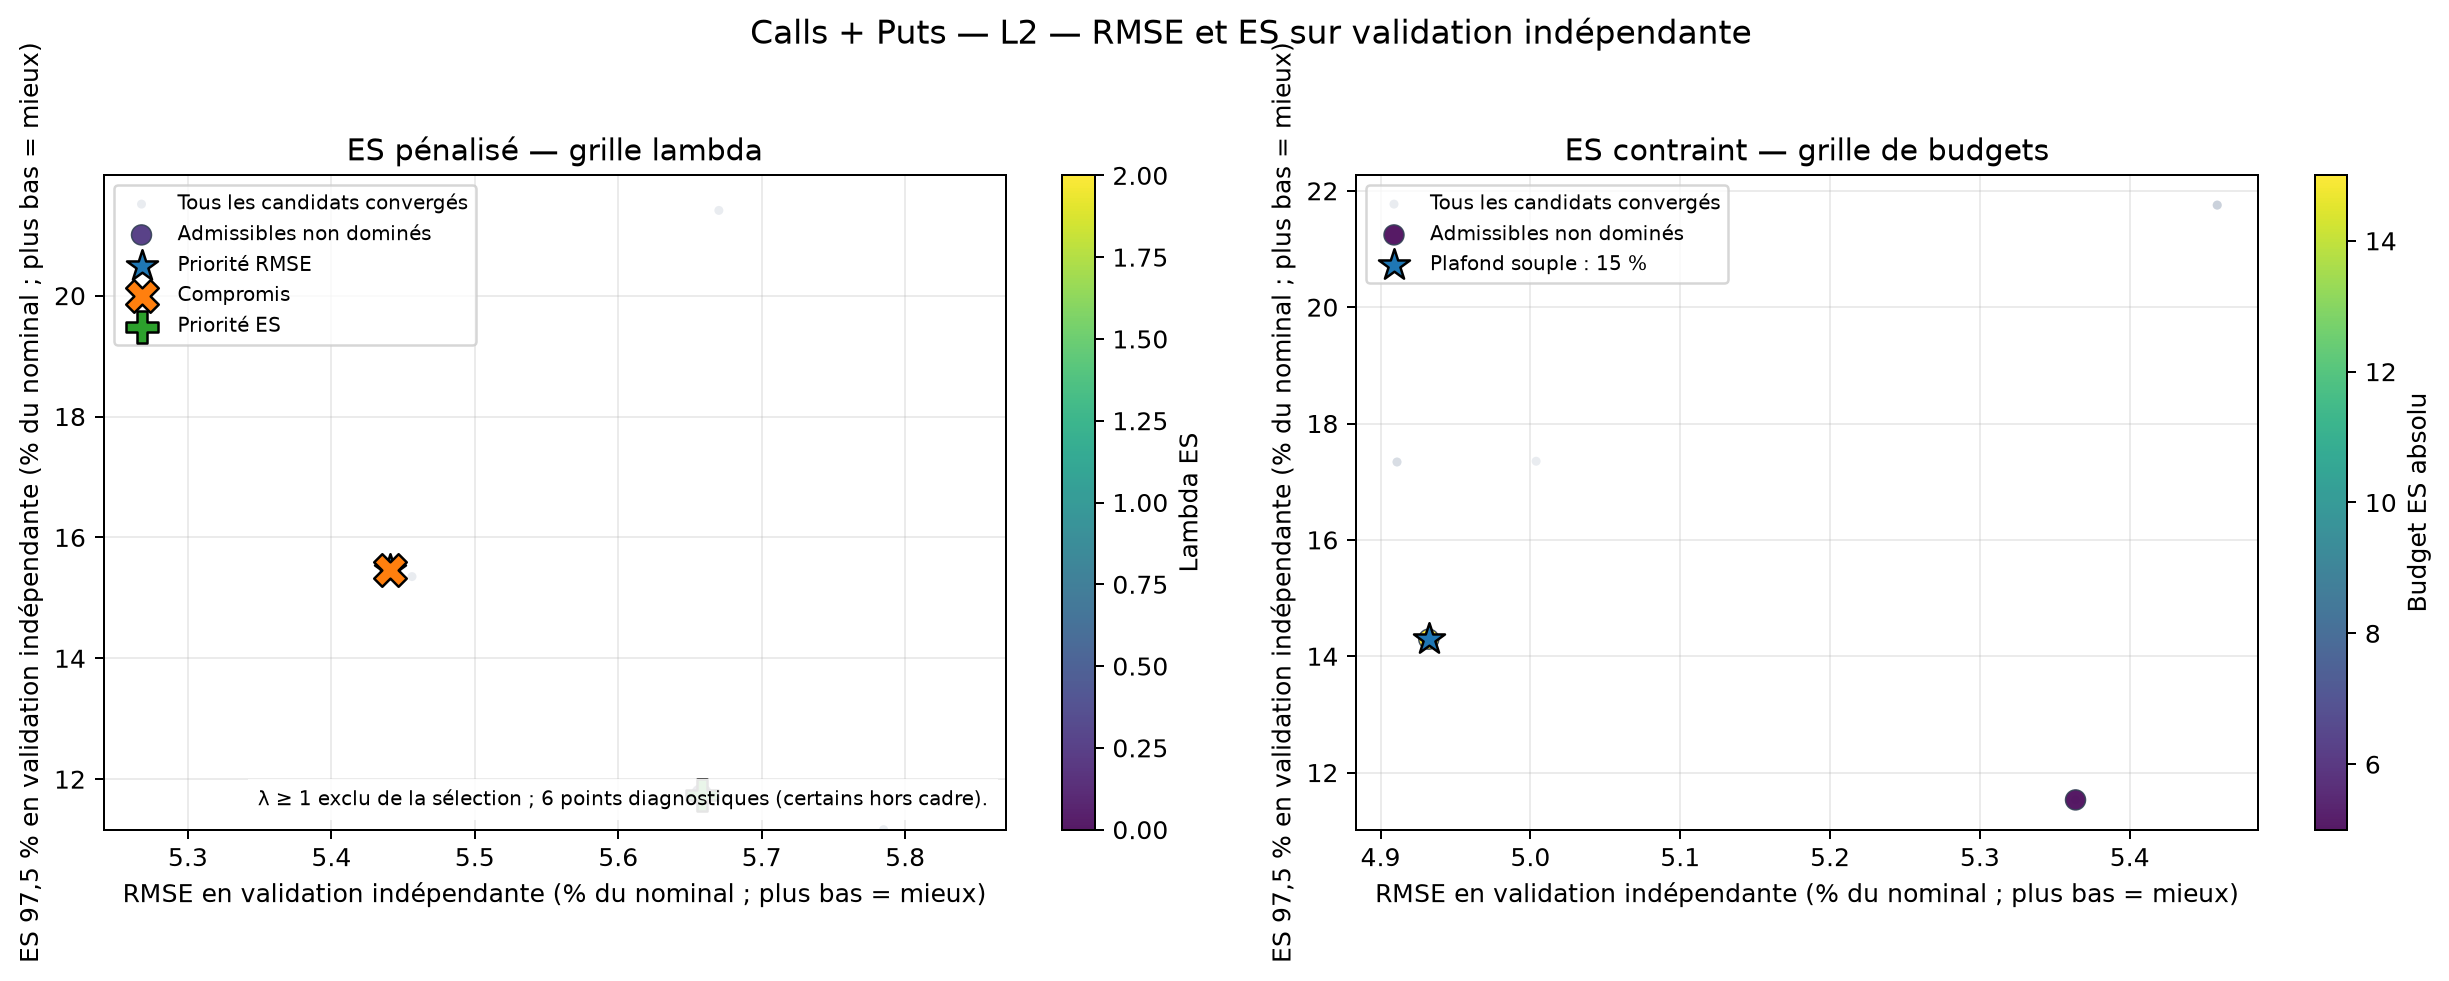 Calls + Puts — L2 — RMSE et ES sur validation indépendante
ES pénalisé — grille lambda
ES 97,5 % en validation indépendante (% du nominal ; plus bas = mieux)
20
18
16
14
12
Tous les candidats convergés
Admissibles non dominés
Priorité RMSE
Compromis
Priorité ES
λ ≥ 1 exclu de la sélection ; 6 points diagnostiques (certains hors cadre).
5.3
5.4
5.5
5.6
5.7
5.8
RMSE en validation indépendante (% du nominal ; plus bas = mieux)
2.00
1.75
1.50
1.25
1.00
0.75
0.50
0.25
0.00
Lambda ES
ES contraint — grille de budgets
ES 97,5 % en validation indépendante (% du nominal ; plus bas = mieux)
22
20
18
16
14
12
Tous les candidats convergés
Admissibles non dominés
Plafond souple : 15 %
4.9
5.0
5.1
5.2
5.3
5.4
RMSE en validation indépendante (% du nominal ; plus bas = mieux)
14
12
10
8
6
Budget ES absolu